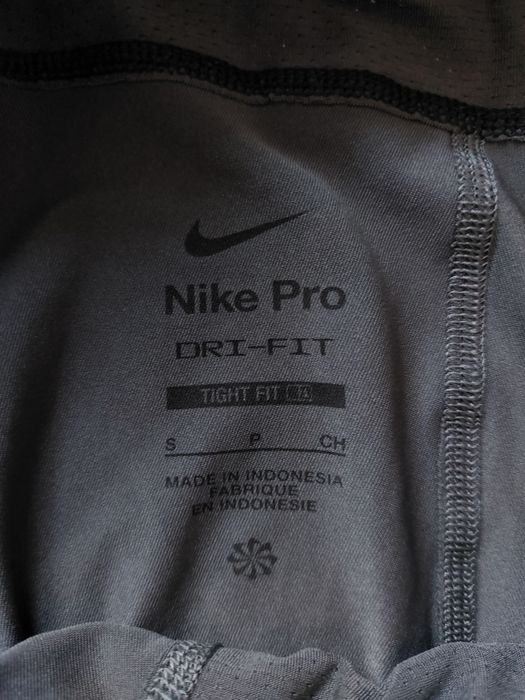 Nike Pro
DRI-FIT
TIGHT FIT
S P CH
MADE IN INDONESIA
FABRIQUE
EN INDONESIE